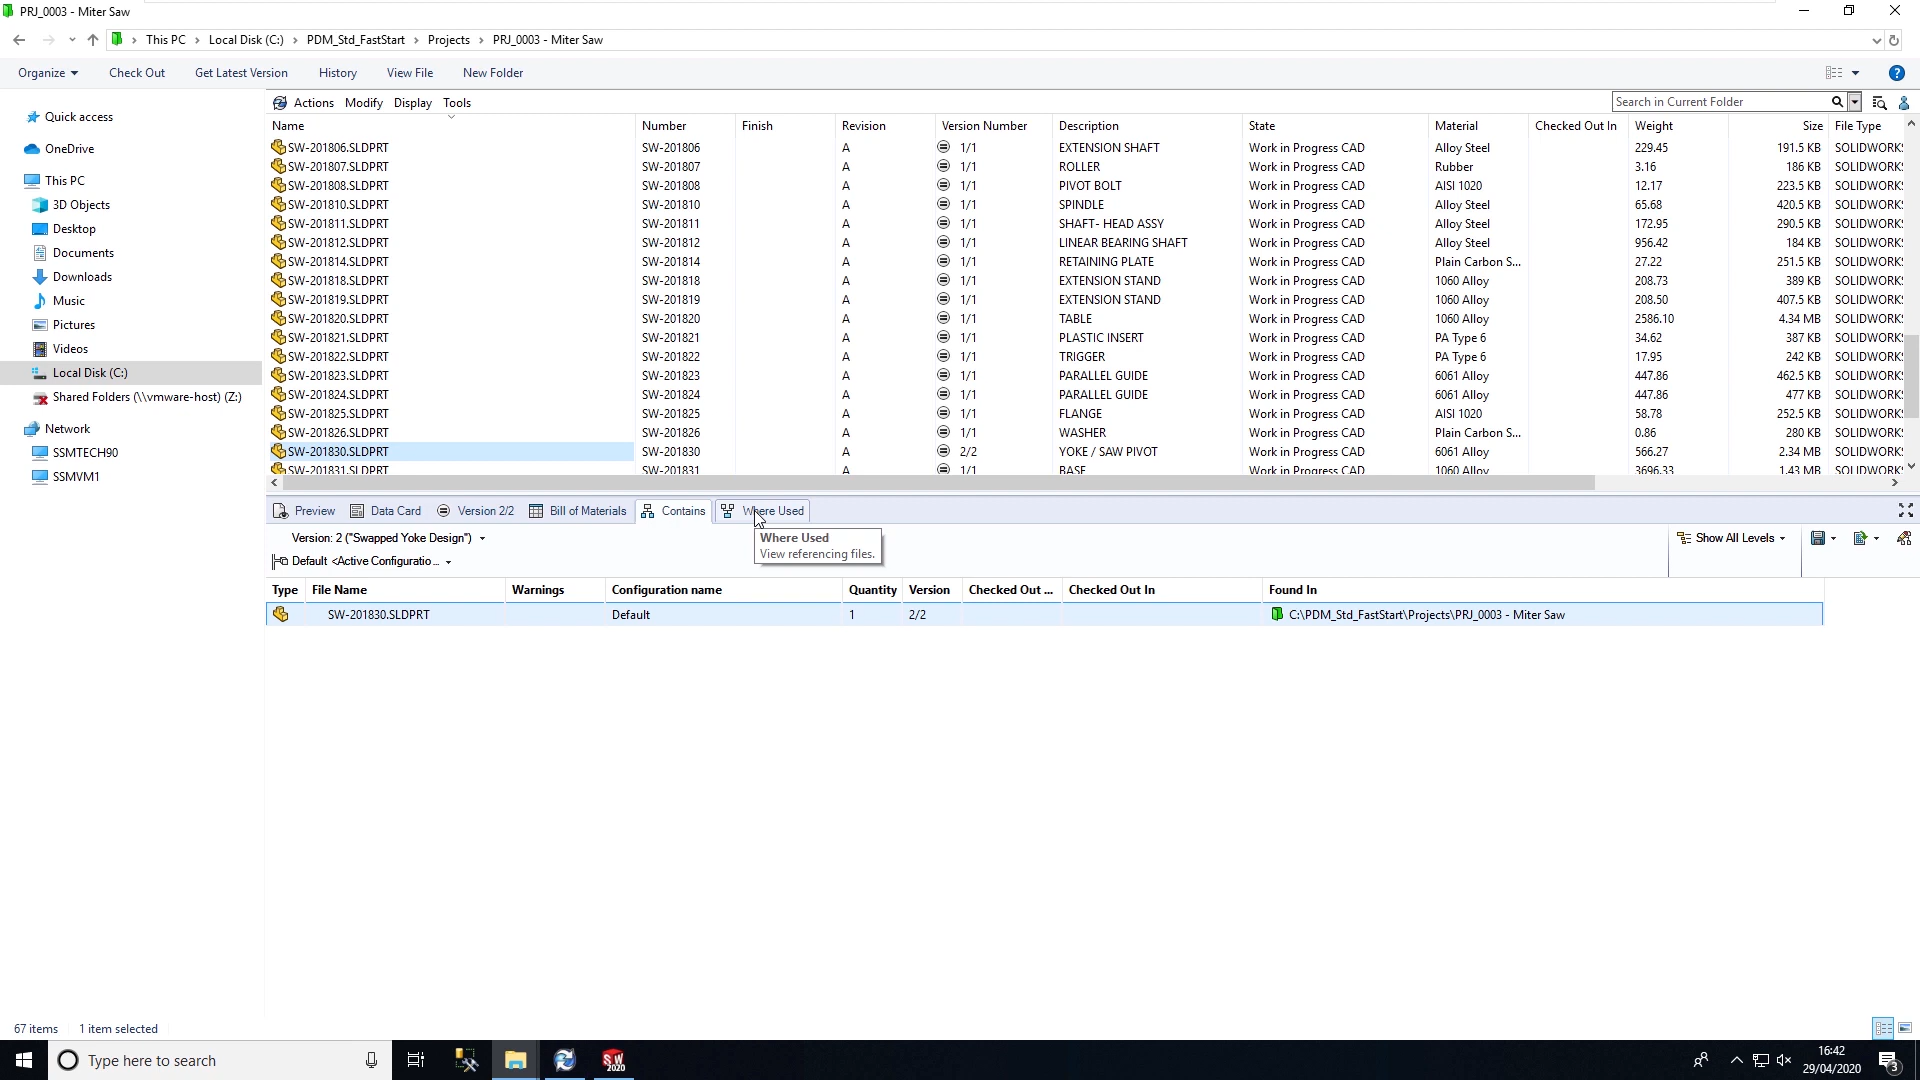 PRJ_0003 - Miter Saw
This PC > Local Disk (C:) > PDM_Std_FastStart > Projects > PRJ_0003 - Miter Saw
Organize Check Out Get Latest Version History View File New Folder
Actions Modify Display Tools Search in Current Folder
Name Number Finish Revision Version Number Description State Material Checked Out In Weight Size File Type
SW-201806.SLDPRT SW-201806 A 1/1 EXTENSION SHAFT Work in Progress CAD Alloy Steel 229.45 191.5 KB SOLIDWORKS
SW-201807.SLDPRT SW-201807 A 1/1 ROLLER Work in Progress CAD Rubber 3.16 186 KB SOLIDWORKS
SW-201808.SLDPRT SW-201808 A 1/1 PIVOT BOLT Work in Progress CAD AISI 1020 12.17 223.5 KB SOLIDWORKS
SW-201810.SLDPRT SW-201810 A 1/1 SPINDLE Work in Progress CAD Alloy Steel 65.68 420.5 KB SOLIDWORKS
SW-201811.SLDPRT SW-201811 A 1/1 SHAFT- HEAD ASSY Work in Progress CAD Alloy Steel 172.95 290.5 KB SOLIDWORKS
SW-201812.SLDPRT SW-201812 A 1/1 LINEAR BEARING SHAFT Work in Progress CAD Alloy Steel 956.42 184 KB SOLIDWORKS
SW-201814.SLDPRT SW-201814 A 1/1 RETAINING PLATE Work in Progress CAD Plain Carbon S... 27.22 251.5 KB SOLIDWORKS
SW-201818.SLDPRT SW-201818 A 1/1 EXTENSION STAND Work in Progress CAD 1060 Alloy 208.73 389 KB SOLIDWORKS
SW-201819.SLDPRT SW-201819 A 1/1 EXTENSION STAND Work in Progress CAD 1060 Alloy 208.50 407.5 KB SOLIDWORKS
SW-201820.SLDPRT SW-201820 A 1/1 TABLE Work in Progress CAD 1060 Alloy 2586.10 4.34 MB SOLIDWORKS
SW-201821.SLDPRT SW-201821 A 1/1 PLASTIC INSERT Work in Progress CAD PA Type 6 34.62 387 KB SOLIDWORKS
SW-201822.SLDPRT SW-201822 A 1/1 TRIGGER Work in Progress CAD PA Type 6 17.95 242 KB SOLIDWORKS
SW-201823.SLDPRT SW-201823 A 1/1 PARALLEL GUIDE Work in Progress CAD 6061 Alloy 447.86 462.5 KB SOLIDWORKS
SW-201824.SLDPRT SW-201824 A 1/1 PARALLEL GUIDE Work in Progress CAD 6061 Alloy 447.86 477 KB SOLIDWORKS
SW-201825.SLDPRT SW-201825 A 1/1 FLANGE Work in Progress CAD AISI 1020 58.78 252.5 KB SOLIDWORKS
SW-201826.SLDPRT SW-201826 A 1/1 WASHER Work in Progress CAD Plain Carbon S... 0.86 280 KB SOLIDWORKS
SW-201830.SLDPRT SW-201830 A 2/2 YOKE / SAW PIVOT Work in Progress CAD 6061 Alloy 566.27 2.34 MB SOLIDWORKS
SW-201831.SLDPRT SW-201831 A 1/1 BASE Work in Progress CAD 1060 Alloy 3696.33 1.43 MB SOLIDWORKS
Quick access
OneDrive
This PC
3D Objects
Desktop
Documents
Downloads
Music
Pictures
Videos
Local Disk (C:)
Shared Folders (\\vmware-host) (Z:)
Network
SSMTECH90
SSMVM1
Preview Data Card Version 2/2 Bill of Materials Contains Where Used
Version: 2 ("Swapped Yoke Design") Show All Levels
Where Used
View referencing files.
Default <Active Configuratio...
Type File Name Warnings Configuration name Quantity Version Checked Out ... Checked Out In Found In
SW-201830.SLDPRT Default 1 2/2 C:\PDM_Std_FastStart\Projects\PRJ_0003 - Miter Saw
67 items 1 item selected
Type here to search
SW
2020
16:42
29/04/2020
3